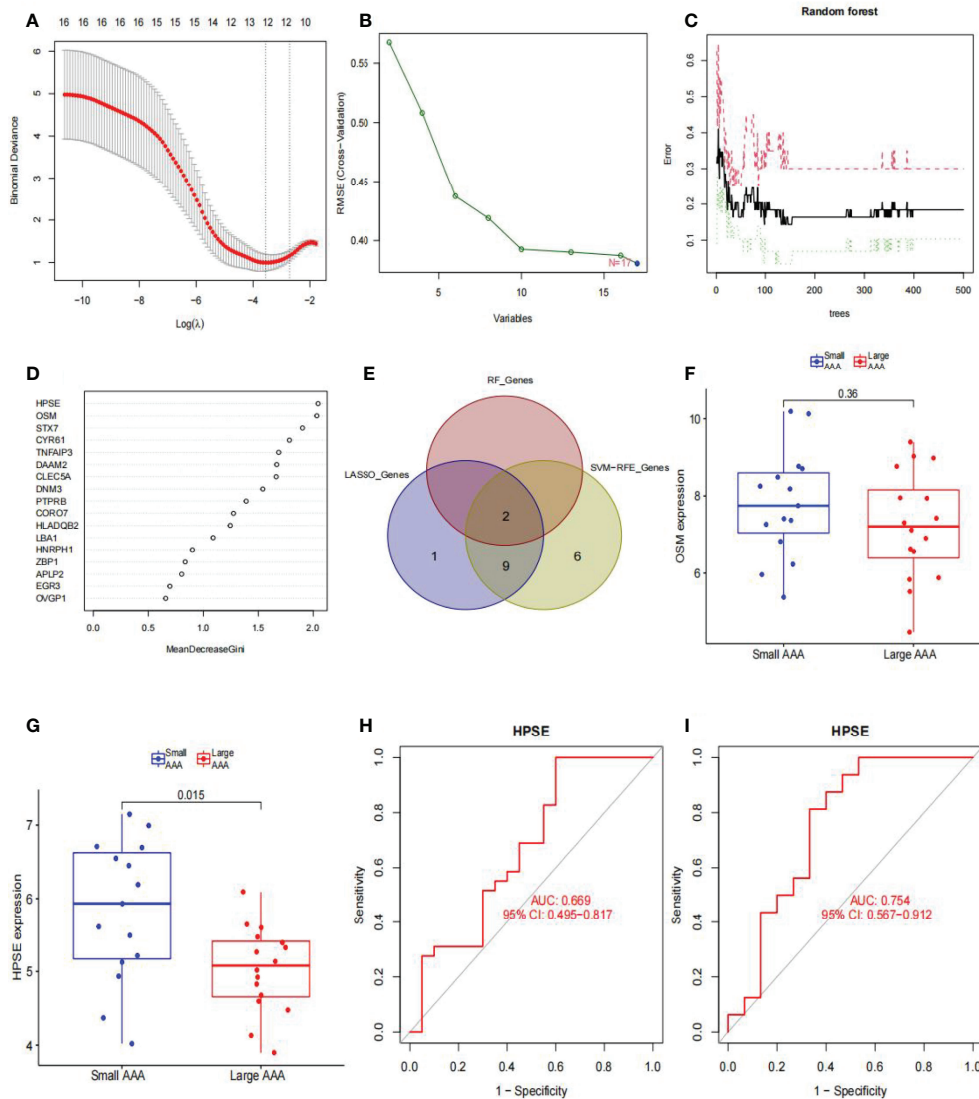 A
16 16 16 16 16 15 15 15 14 12 13 12 12 10
Binomial Deviance
6
5
4
3
2
1
−10 −8 −6 −4 −2
Log(λ)
B
RMSE (Cross-Validation)
0.55
0.50
0.45
0.40
N=17
5 10 15
Variables
C
Random forest
Error
0.6
0.5
0.4
0.3
0.2
0.1
0 100 200 300 400 500
trees
D
HPSE
OSM
STX7
CYR61
TNFAIP3
DAAM2
CLEC5A
DNM3
PTPRB
CORO7
HLADQB2
LBA1
HNRPH1
ZBP1
APLP2
EGR3
OVGP1
0.0 0.5 1.0 1.5 2.0
MeanDecreaseGini
E
RF_Genes
LASSO_Genes
SVM-RFE_Genes
2
1
9
6
F
Small AAA
Large AAA
0.36
OSM expression
10
8
6
Small AAA Large AAA
G
Small AAA
Large AAA
0.015
HPSE expression
7
6
5
4
Small AAA Large AAA
H
HPSE
Sensitivity
1.0
0.8
0.6
0.4
0.2
0.0
AUC: 0.669
95% CI: 0.495−0.817
0.0 0.2 0.4 0.6 0.8 1.0
1 − Specificity
I
HPSE
Sensitivity
1.0
0.8
0.6
0.4
0.2
0.0
AUC: 0.754
95% CI: 0.567−0.912
0.0 0.2 0.4 0.6 0.8 1.0
1 − Specificity